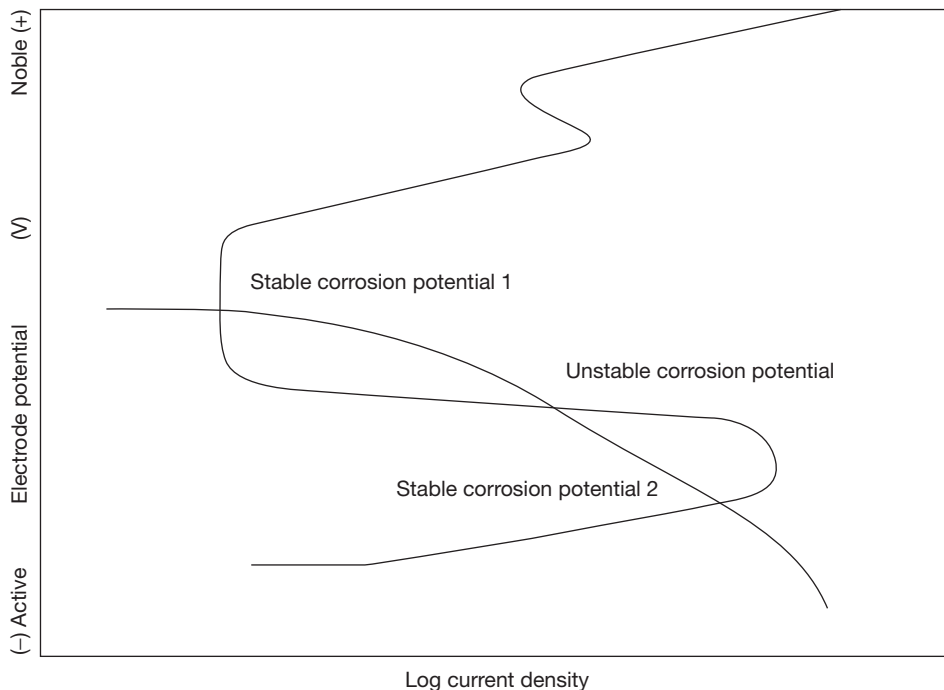 Noble (+)
(V)
Electrode potential
(–) Active
Stable corrosion potential 1
Unstable corrosion potential
Stable corrosion potential 2
Log current density